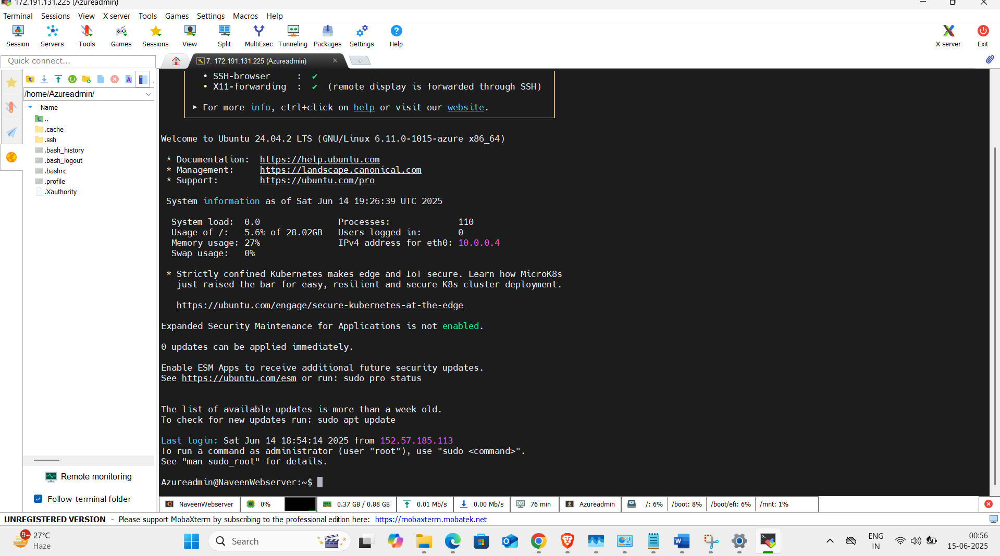 172.191.131.225 (Azureadmin)
Terminal Sessions View X server Tools Games Settings Macros Help
Session Servers Tools Games Sessions View Split MultiExec Tunneling Packages Settings Help X server Exit
Quick connect...
7. 172.191.131.225 (Azureadmin)
/home/Azureadmin/
Name
..
.cache
.ssh
.bash_history
.bash_logout
.bashrc
.profile
.Xauthority
Remote monitoring
Follow terminal folder
• SSH-browser : ✔
• X11-forwarding : ✔ (remote display is forwarded through SSH)
➤ For more info, ctrl+click on help or visit our website.
Welcome to Ubuntu 24.04.2 LTS (GNU/Linux 6.11.0-1015-azure x86_64)
* Documentation: https://help.ubuntu.com
* Management: https://landscape.canonical.com
* Support: https://ubuntu.com/pro
System information as of Sat Jun 14 19:26:39 UTC 2025
System load: 0.0 Processes: 110
Usage of /: 5.6% of 28.02GB Users logged in: 0
Memory usage: 27% IPv4 address for eth0: 10.0.0.4
Swap usage: 0%
* Strictly confined Kubernetes makes edge and IoT secure. Learn how MicroK8s
just raised the bar for easy, resilient and secure K8s cluster deployment.
https://ubuntu.com/engage/secure-kubernetes-at-the-edge
Expanded Security Maintenance for Applications is not enabled.
0 updates can be applied immediately.
Enable ESM Apps to receive additional future security updates.
See https://ubuntu.com/esm or run: sudo pro status
The list of available updates is more than a week old.
To check for new updates run: sudo apt update
Last login: Sat Jun 14 18:54:14 2025 from 152.57.185.113
To run a command as administrator (user "root"), use "sudo <command>".
See "man sudo_root" for details.
Azureadmin@NaveenWebserver:~$
NaveenWebserver 0% 0.37 GB / 0.88 GB 0.01 Mb/s 0.00 Mb/s 76 min Azureadmin /: 6% /boot: 8% /boot/efi: 6% /mnt: 1%
UNREGISTERED VERSION - Please support MobaXterm by subscribing to the professional edition here: https://mobaxterm.mobatek.net
9+
27°C
Haze
Search
ENG
IN
00:56
15-06-2025